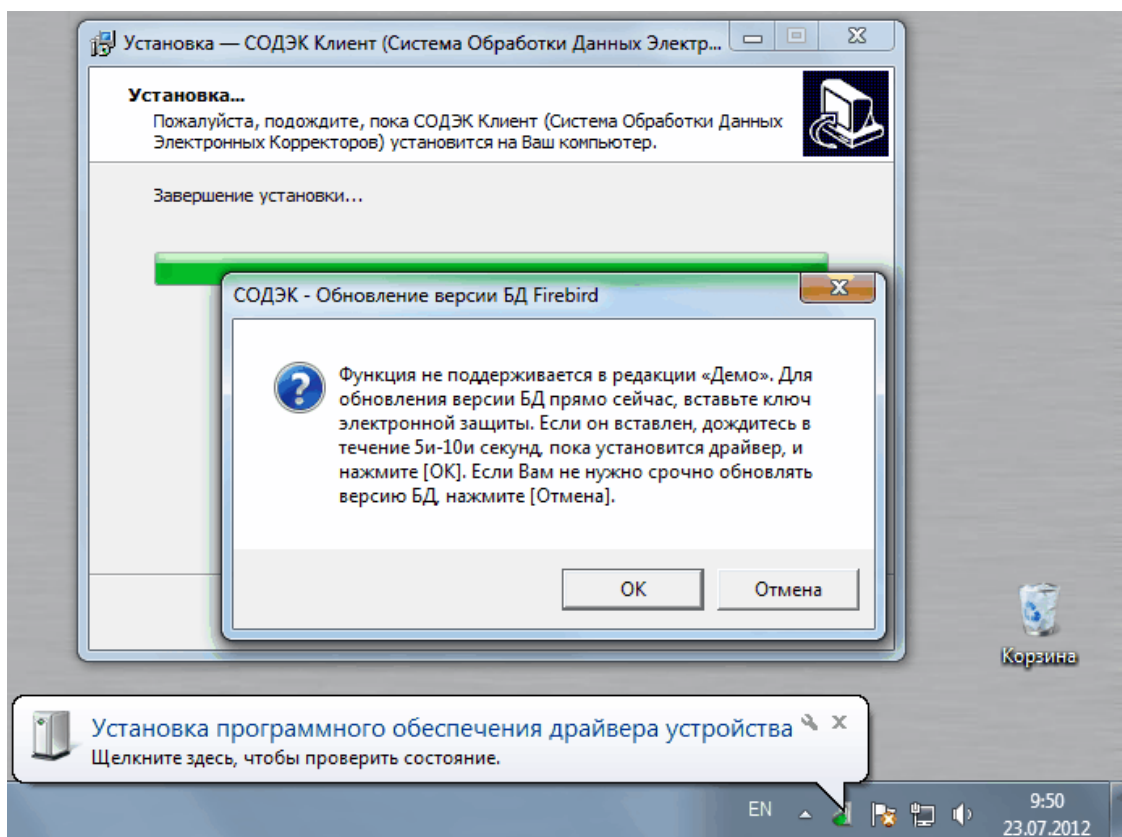 Установка — СОДЭК Клиент (Система Обработки Данных Электр...
Установка...
Пожалуйста, подождите, пока СОДЭК Клиент (Система Обработки Данных
Электронных Корректоров) установится на Ваш компьютер.
Завершение установки...
СОДЭК - Обновление версии БД Firebird
Функция не поддерживается в редакции «Демо». Для
обновления версии БД прямо сейчас, вставьте ключ
электронной защиты. Если он вставлен, дождитесь в
течение 5и-10и секунд, пока установится драйвер, и
нажмите [ОК]. Если Вам не нужно срочно обновлять
версию БД, нажмите [Отмена].
ОК
Отмена
Корзина
Установка программного обеспечения драйвера устройства
Щелкните здесь, чтобы проверить состояние.
EN
9:50
23.07.2012